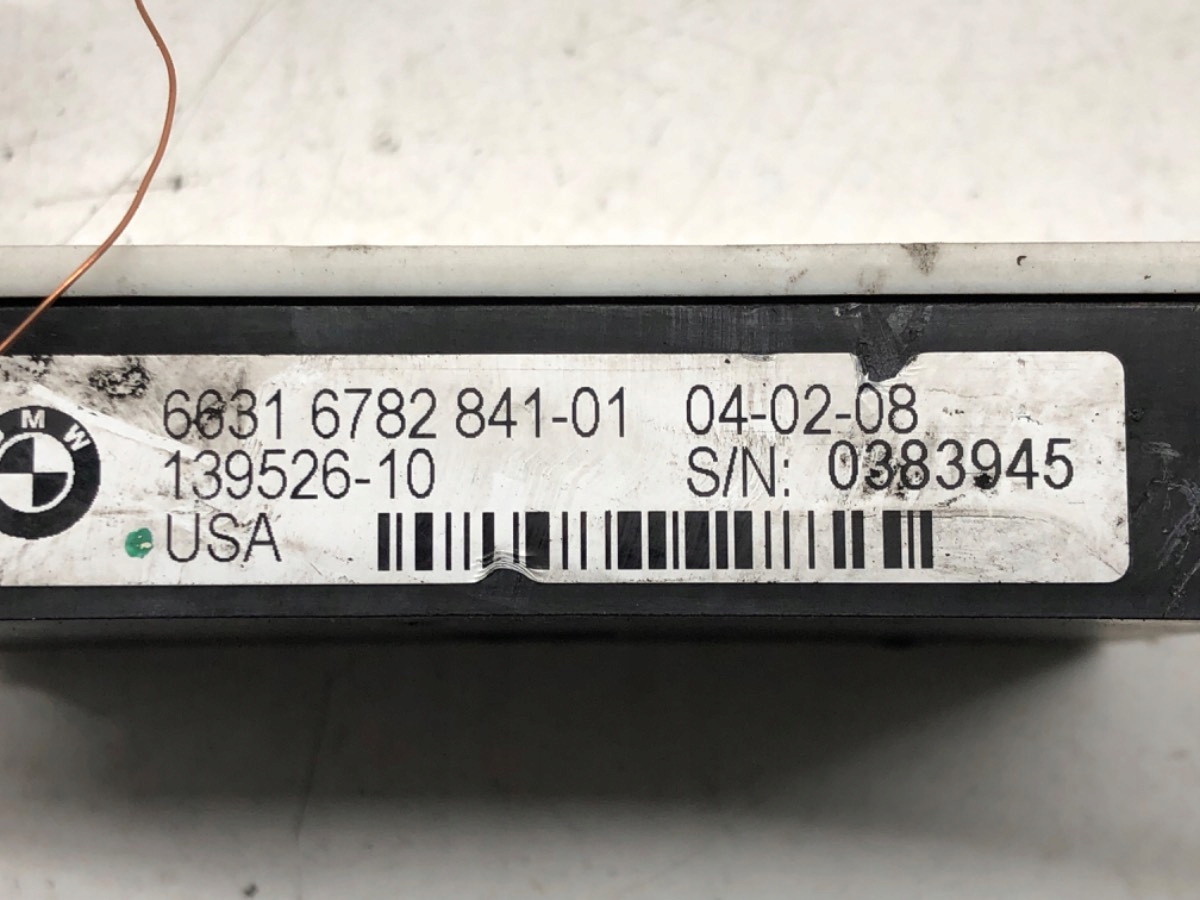 BMW
6631 6782 841-01 04-02-08
139526-10 S/N: 0383945
USA